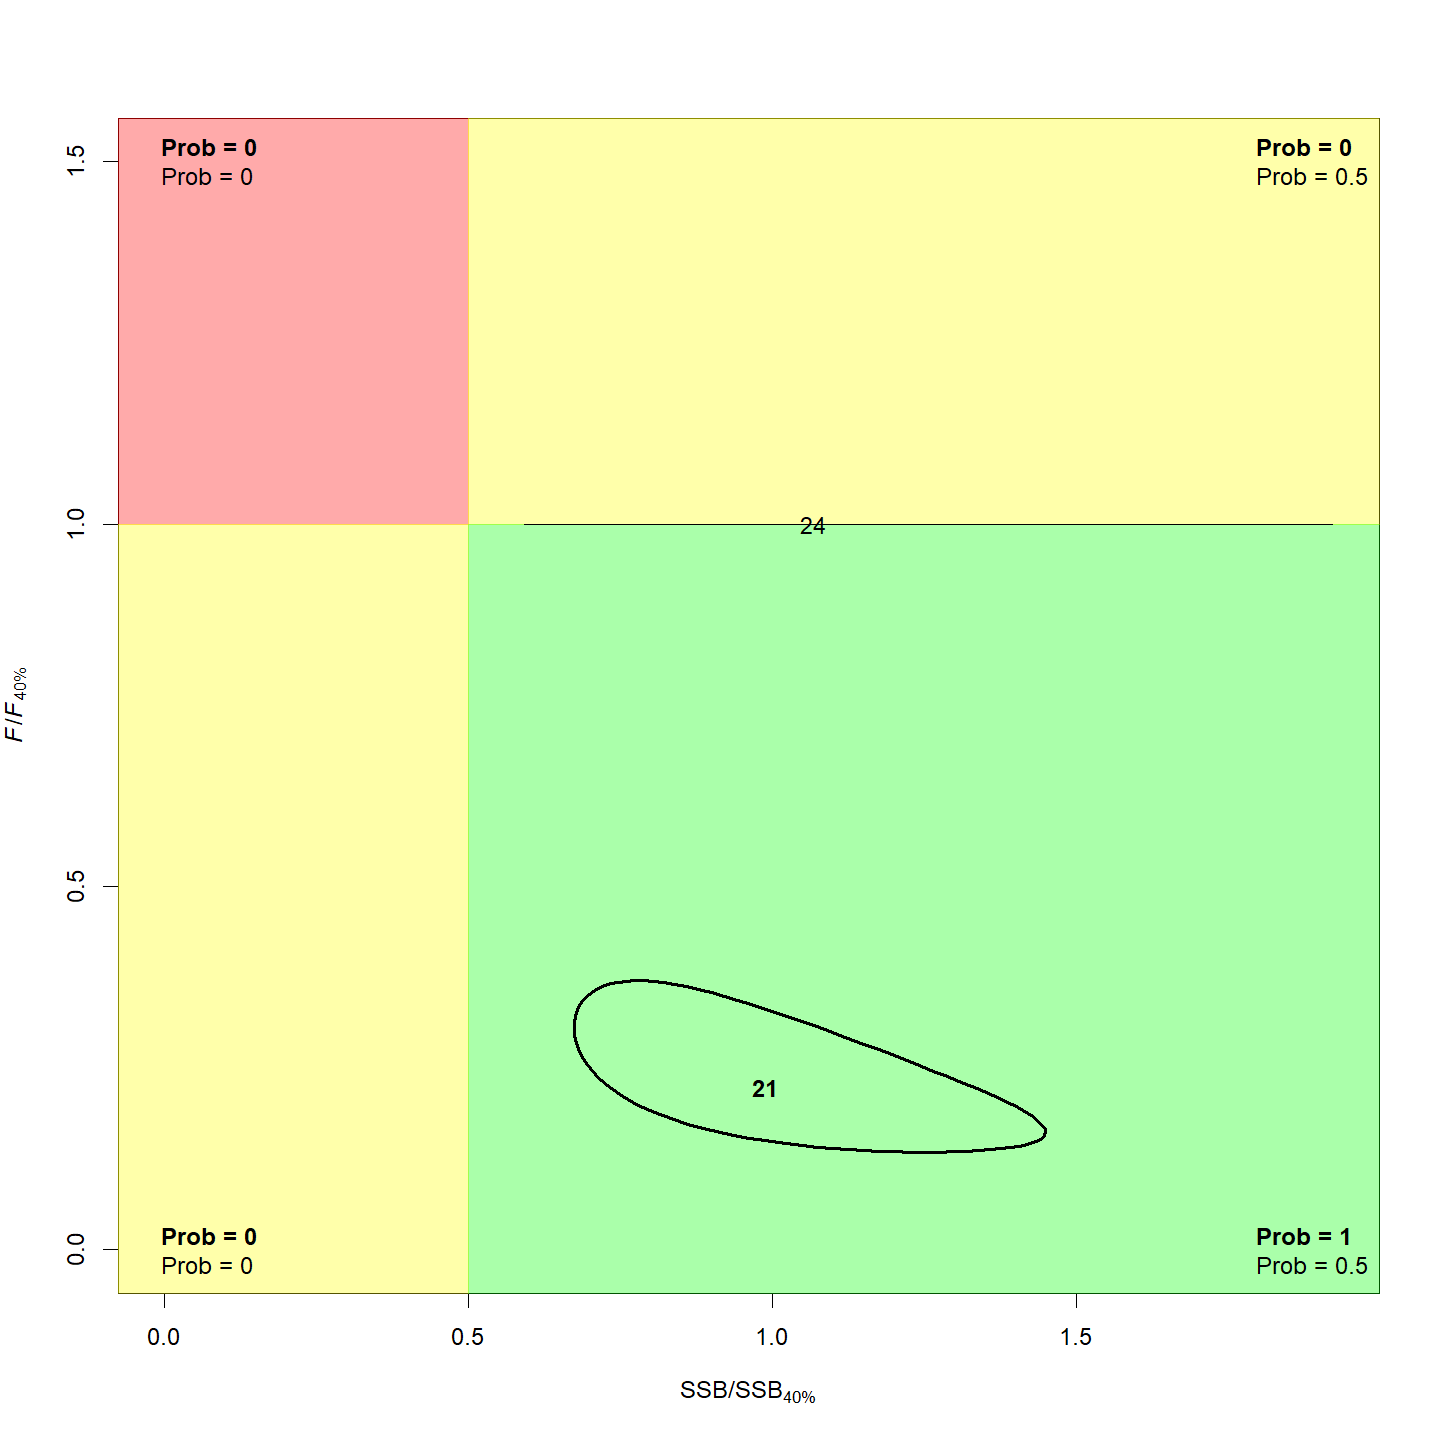 Prob = 0
Prob = 0
Prob = 0
Prob = 0.5
1.5
1.0
24
F/F40%
0.5
21
0.0
Prob = 0
Prob = 0
Prob = 1
Prob = 0.5
0.0
0.5
1.0
1.5
SSB/SSB40%